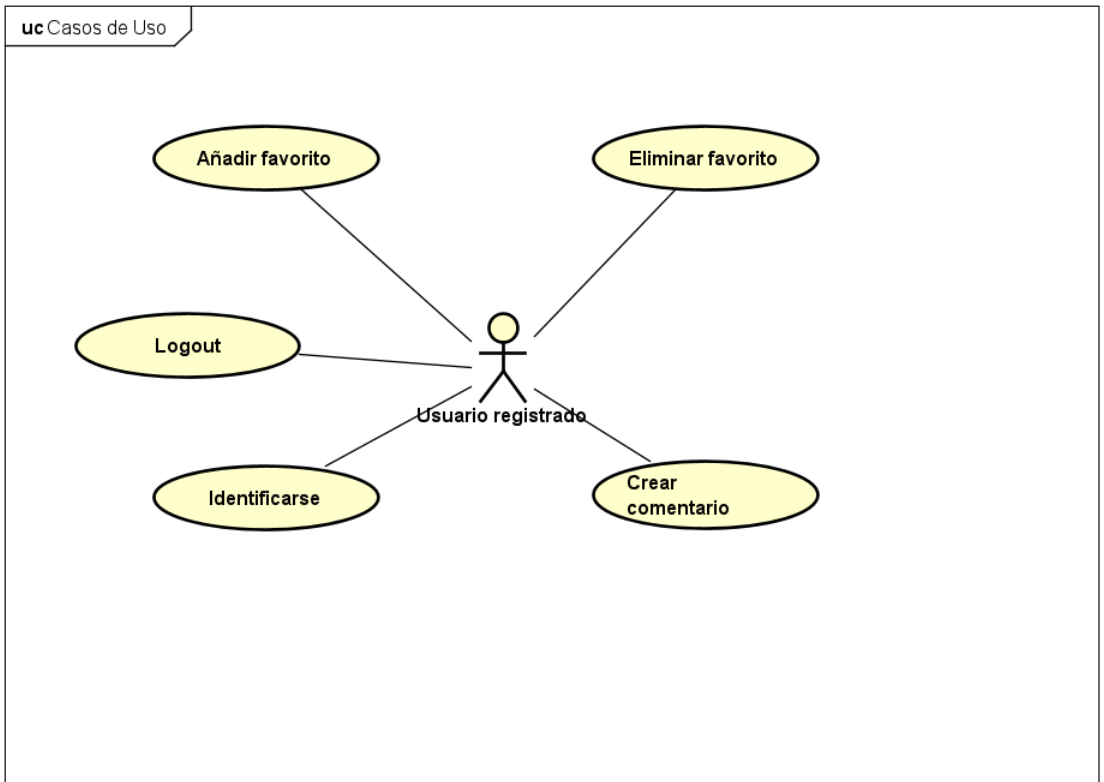 uc Casos de Uso
Añadir favorito
Eliminar favorito
Logout
Usuario registrado
Identificarse
Crear
comentario